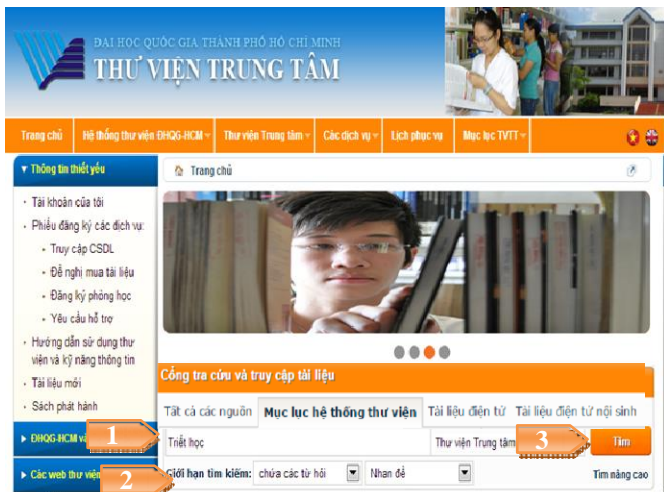 ĐẠI HỌC QUỐC GIA THÀNH PHỐ HỒ CHÍ MINH
THƯ VIỆN TRUNG TÂM
Trang chủ Hệ thống thư viện ĐHQG-HCM Thư viện Trung tâm Các dịch vụ Lịch phục vụ Mục lục TVTT
Thông tin thiết yếu
Trang chủ
Tài khoản của tôi
Phiếu đăng ký các dịch vụ:
Truy cập CSDL
Đề nghị mua tài liệu
Đăng ký phòng học
Yêu cầu hỗ trợ
Hướng dẫn sử dụng thư
viện và kỹ năng thông tin
Tài liệu mới
Sách phát hành
Cổng tra cứu và truy cập tài liệu
Tất cả các nguồn Mục lục hệ thống thư viện Tài liệu điện tử Tài liệu điện tử nội sinh
ĐHQG-HCM 1 Triết học Thư viện Trung tâm 3 Tìm
Các web thư viện 2 Giới hạn tìm kiếm: chứa các từ hỏi Nhan đề Tìm nâng cao